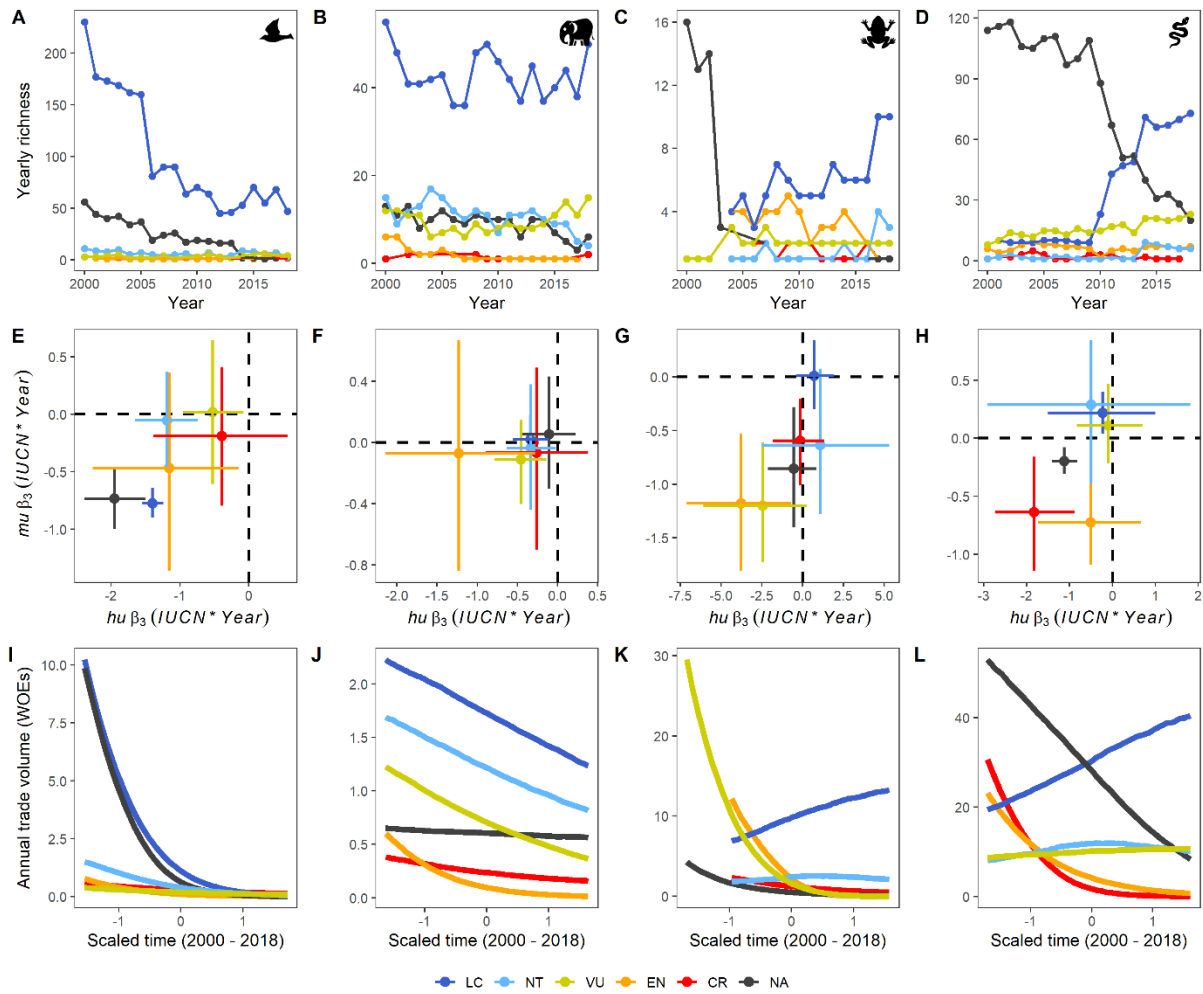 A B C D
Yearly richness
200
150
100
50
0
2000 2005 2010 2015
Year
40
20
0
2000 2005 2010 2015
Year
16
12
8
4
2000 2005 2010 2015
Year
120
90
60
30
0
2000 2005 2010 2015
Year
E F G H
mu β3 (IUCN * Year)
0.5
0.0
-0.5
-1.0
-2 -1 0
hu β3 (IUCN * Year)
0.4
0.0
-0.4
-0.8
-2.0 -1.5 -1.0 -0.5 0.0 0.5
hu β3 (IUCN * Year)
0.0
-0.5
-1.0
-1.5
-7.5 -5.0 -2.5 0.0 2.5 5.0
hu β3 (IUCN * Year)
0.5
0.0
-0.5
-1.0
-3 -2 -1 0 1 2
hu β3 (IUCN * Year)
I J K L
Annual trade volume (WOEs)
10.0
7.5
5.0
2.5
0.0
-1 0 1
Scaled time (2000 - 2018)
2.0
1.5
1.0
0.5
0.0
-1 0 1
Scaled time (2000 - 2018)
30
20
10
0
-1 0 1
Scaled time (2000 - 2018)
40
20
0
-1 0 1
Scaled time (2000 - 2018)
LC NT VU EN CR NA